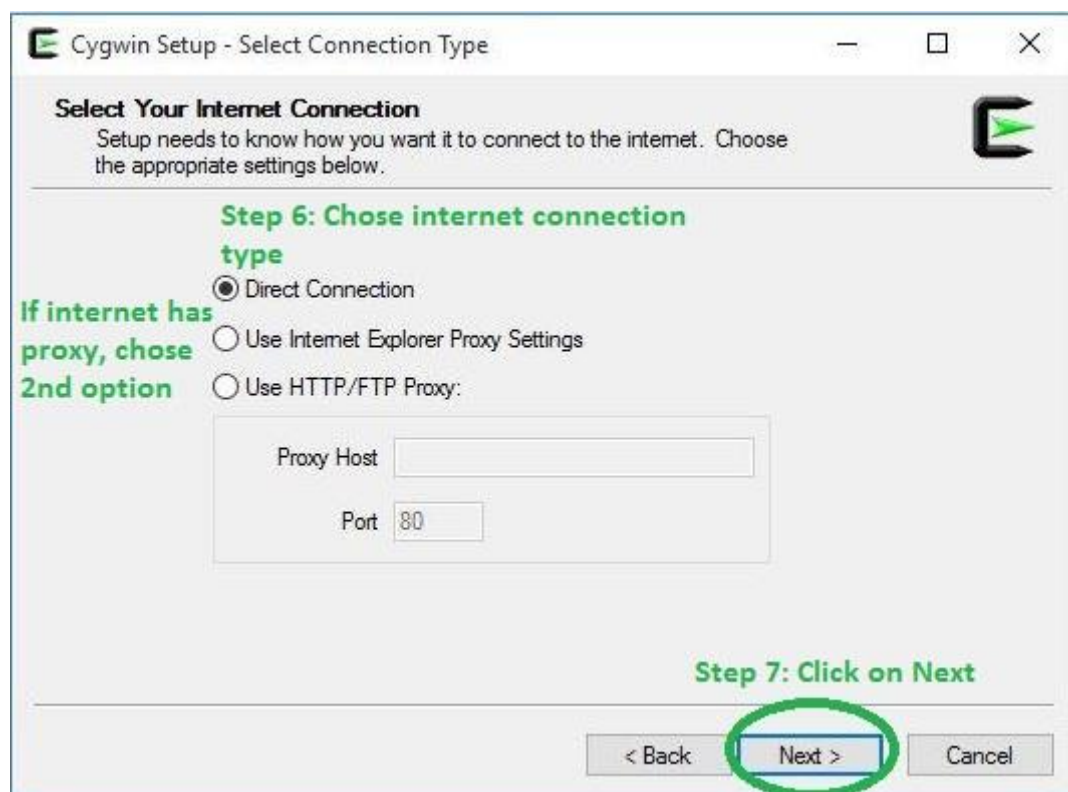 Cygwin Setup - Select Connection Type
Select Your Internet Connection
Setup needs to know how you want it to connect to the internet. Choose
the appropriate settings below.
Step 6: Chose internet connection
type
Direct Connection
If internet has
proxy, chose
2nd option
Use Internet Explorer Proxy Settings
Use HTTP/FTP Proxy:
Proxy Host
Port 80
Step 7: Click on Next
< Back Next > Cancel